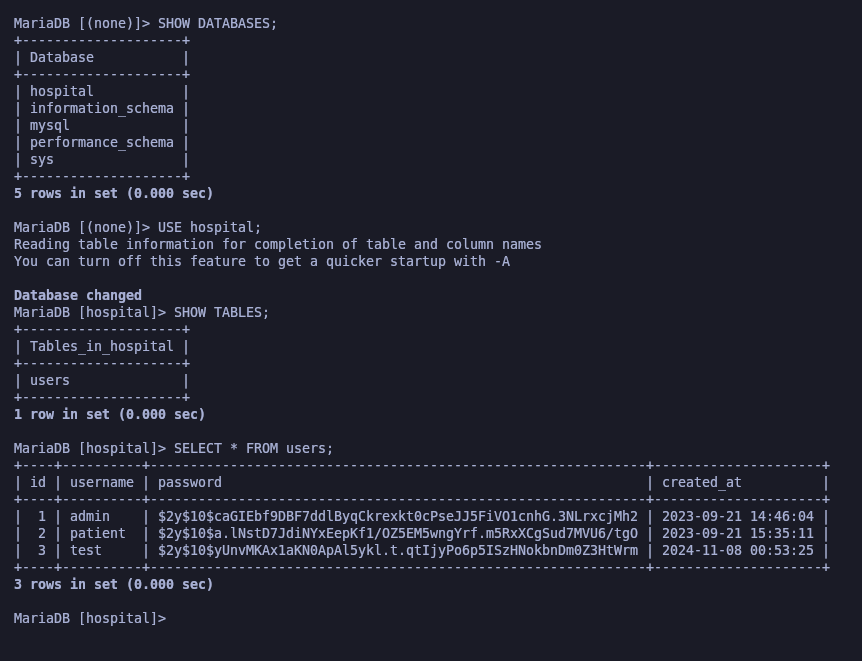 MariaDB [(none)]> SHOW DATABASES;
+--------------------+
| Database           |
+--------------------+
| hospital           |
| information_schema |
| mysql              |
| performance_schema |
| sys                |
+--------------------+
5 rows in set (0.000 sec)

MariaDB [(none)]> USE hospital;
Reading table information for completion of table and column names
You can turn off this feature to get a quicker startup with -A

Database changed
MariaDB [hospital]> SHOW TABLES;
+--------------------+
| Tables_in_hospital |
+--------------------+
| users              |
+--------------------+
1 row in set (0.000 sec)

MariaDB [hospital]> SELECT * FROM users;
+----+----------+--------------------------------------------------------------+---------------------+
| id | username | password                                                     | created_at          |
+----+----------+--------------------------------------------------------------+---------------------+
|  1 | admin    | $2y$10$caGIEbf9DBF7ddlByqCkrexkt0cPseJJ5FiVO1cnhG.3NLrxcjMh2 | 2023-09-21 14:46:04 |
|  2 | patient  | $2y$10$a.lNstD7JdiNYxEepKf1/OZ5EM5wngYrf.m5RxXCgSud7MVU6/tgO | 2023-09-21 15:35:11 |
|  3 | test     | $2y$10$yUnvMKAx1aKN0ApAl5ykl.t.qtIjyPo6p5ISzHNokbnDm0Z3HtWrm | 2024-11-08 00:53:25 |
+----+----------+--------------------------------------------------------------+---------------------+
3 rows in set (0.000 sec)

MariaDB [hospital]>